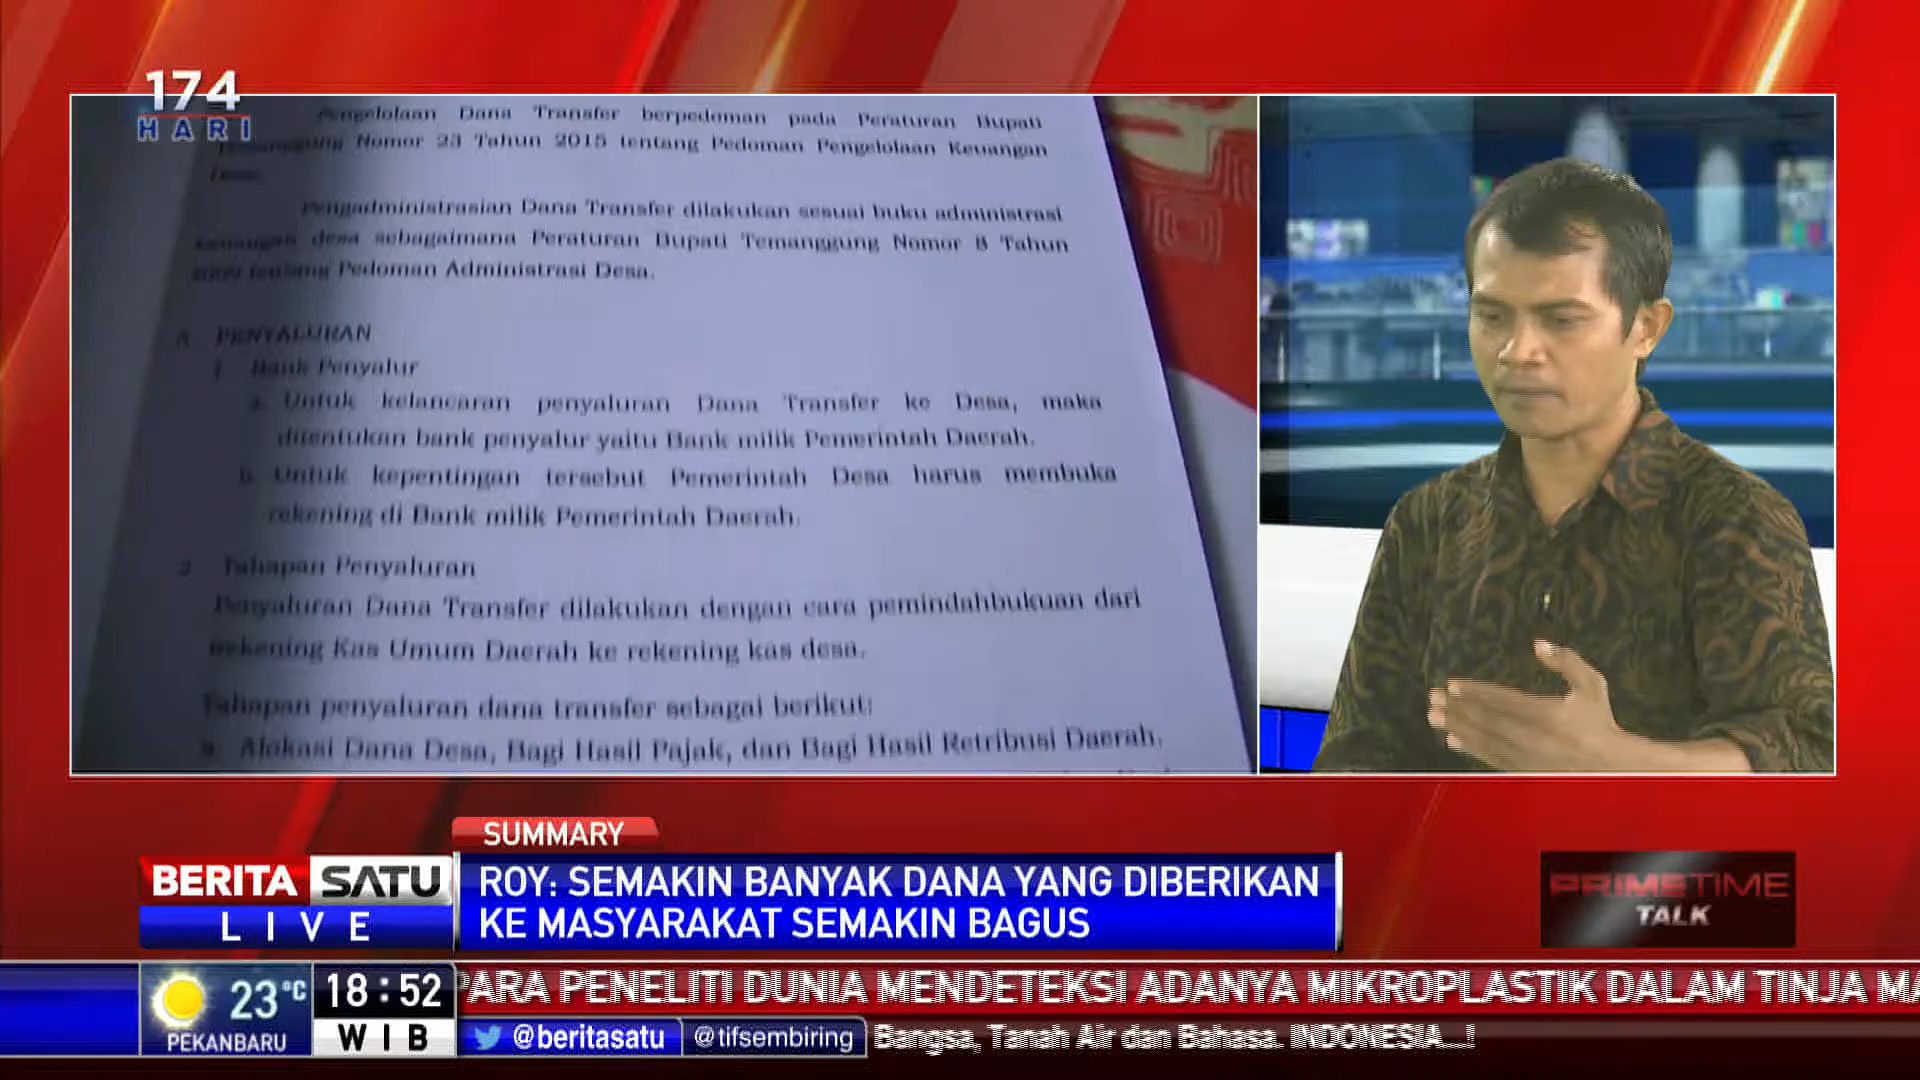 174
HARI
Pengelolaan Dana Transfer berpedoman pada Peraturan Bupati
Temanggung Nomor 23 Tahun 2015 tentang Pedoman Pengelolaan Keuangan
Desa.
Pengadministrasian Dana Transfer dilakukan sesuai buku administrasi
keuangan desa sebagaimana Peraturan Bupati Temanggung Nomor 8 Tahun
tentang Pedoman Administrasi Desa.
PENYALURAN
1 Bank Penyalur
a. Untuk kelancaran penyaluran Dana Transfer ke Desa, maka
ditentukan bank penyalur yaitu Bank milik Pemerintah Daerah.
b. Untuk kepentingan tersebut Pemerintah Desa harus membuka
rekening di Bank milik Pemerintah Daerah.
2 Tahapan Penyaluran
Penyaluran Dana Transfer dilakukan dengan cara pemindahbukuan dari
Rekening Kas Umum Daerah ke rekening kas desa.
Tahapan penyaluran dana transfer sebagai berikut:
a. Alokasi Dana Desa, Bagi Hasil Pajak, dan Bagi Hasil Retribusi Daerah.
SUMMARY
BERITA SATU
LIVE
ROY: SEMAKIN BANYAK DANA YANG DIBERIKAN
KE MASYARAKAT SEMAKIN BAGUS
PRIMETIME
TALK
23°C
PEKANBARU
18:52
WIB
PARA PENELITI DUNIA MENDETEKSI ADANYA MIKROPLASTIK DALAM TINJA MA
@beritasatu
@tifsembiring
Bangsa, Tanah Air dan Bahasa. INDONESIA...!